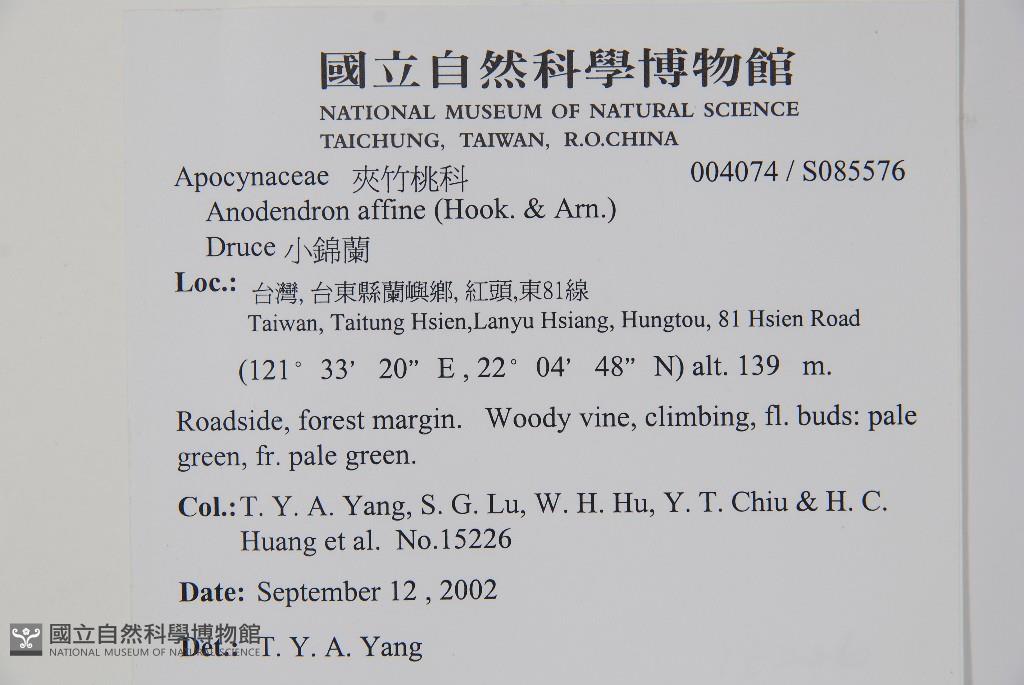 國立自然科學博物館
NATIONAL MUSEUM OF NATURAL SCIENCE
TAICHUNG, TAIWAN, R.O.CHINA
Apocynaceae 夾竹桃科 004074 / S085576
Anodendron affine (Hook. & Arn.)
Druce 小錦蘭
Loc.: 台灣, 台東縣蘭嶼鄉, 紅頭,東81線
Taiwan, Taitung Hsien,Lanyu Hsiang, Hungtou, 81 Hsien Road
(121° 33’ 20” E , 22° 04’ 48” N) alt. 139 m.
Roadside, forest margin. Woody vine, climbing, fl. buds: pale
green, fr. pale green.
Col.: T. Y. A. Yang, S. G. Lu, W. H. Hu, Y. T. Chiu & H. C.
Huang et al. No.15226
Date: September 12 , 2002
Det.: T. Y. A. Yang
國立自然科學博物館
NATIONAL MUSEUM OF NATURAL SCIENCE